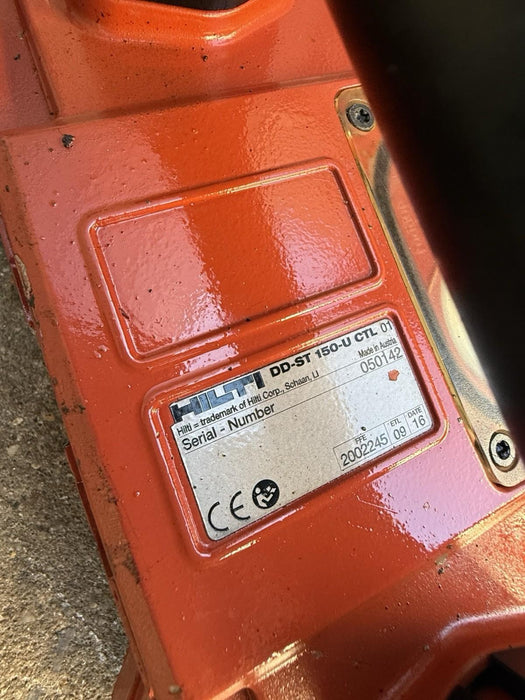 HILTI DD-ST 150-U CTL 01
Hilti = trademark of Hilti Corp., Schaan, LI Made in Austria
Serial - Number 050142
FFE ETL DATE
2002245 09 16
CE